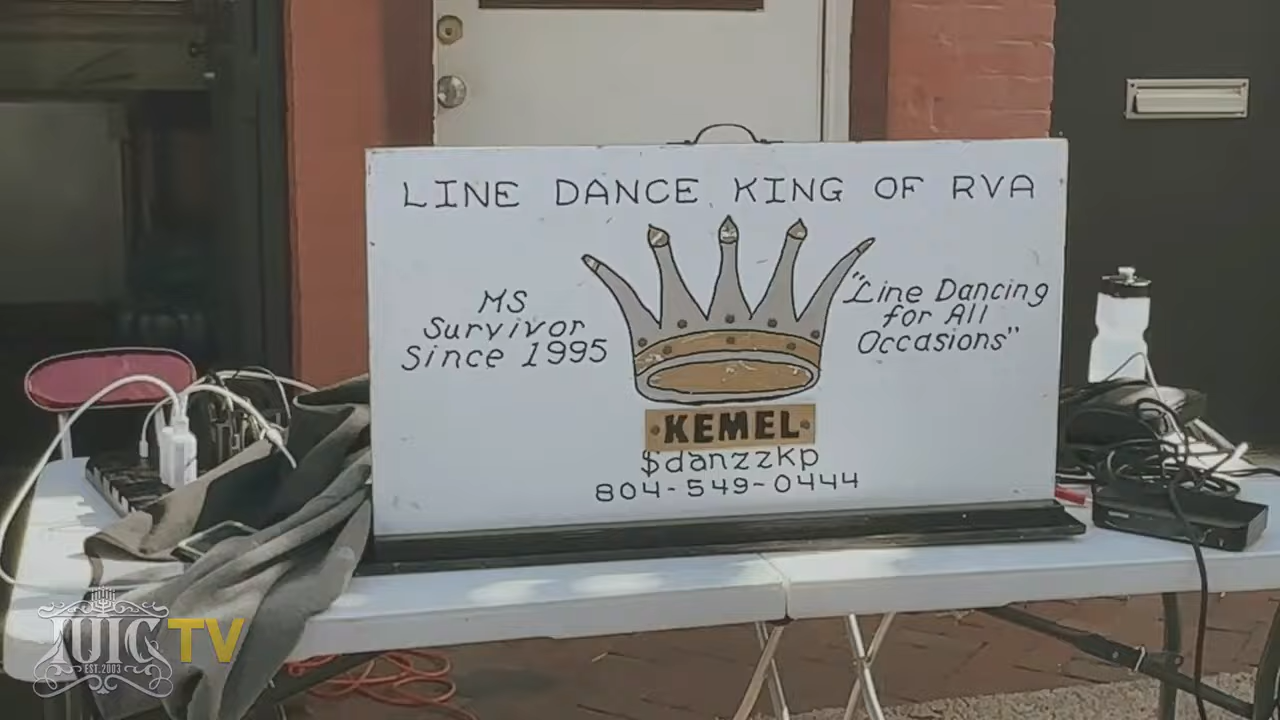 LINE DANCE KING OF RVA
MS
Survivor
Since 1995
"Line Dancing
for All
Occasions"
KEMEL
$danzzkp
804-549-0444
IUIC TV
EST. 2003